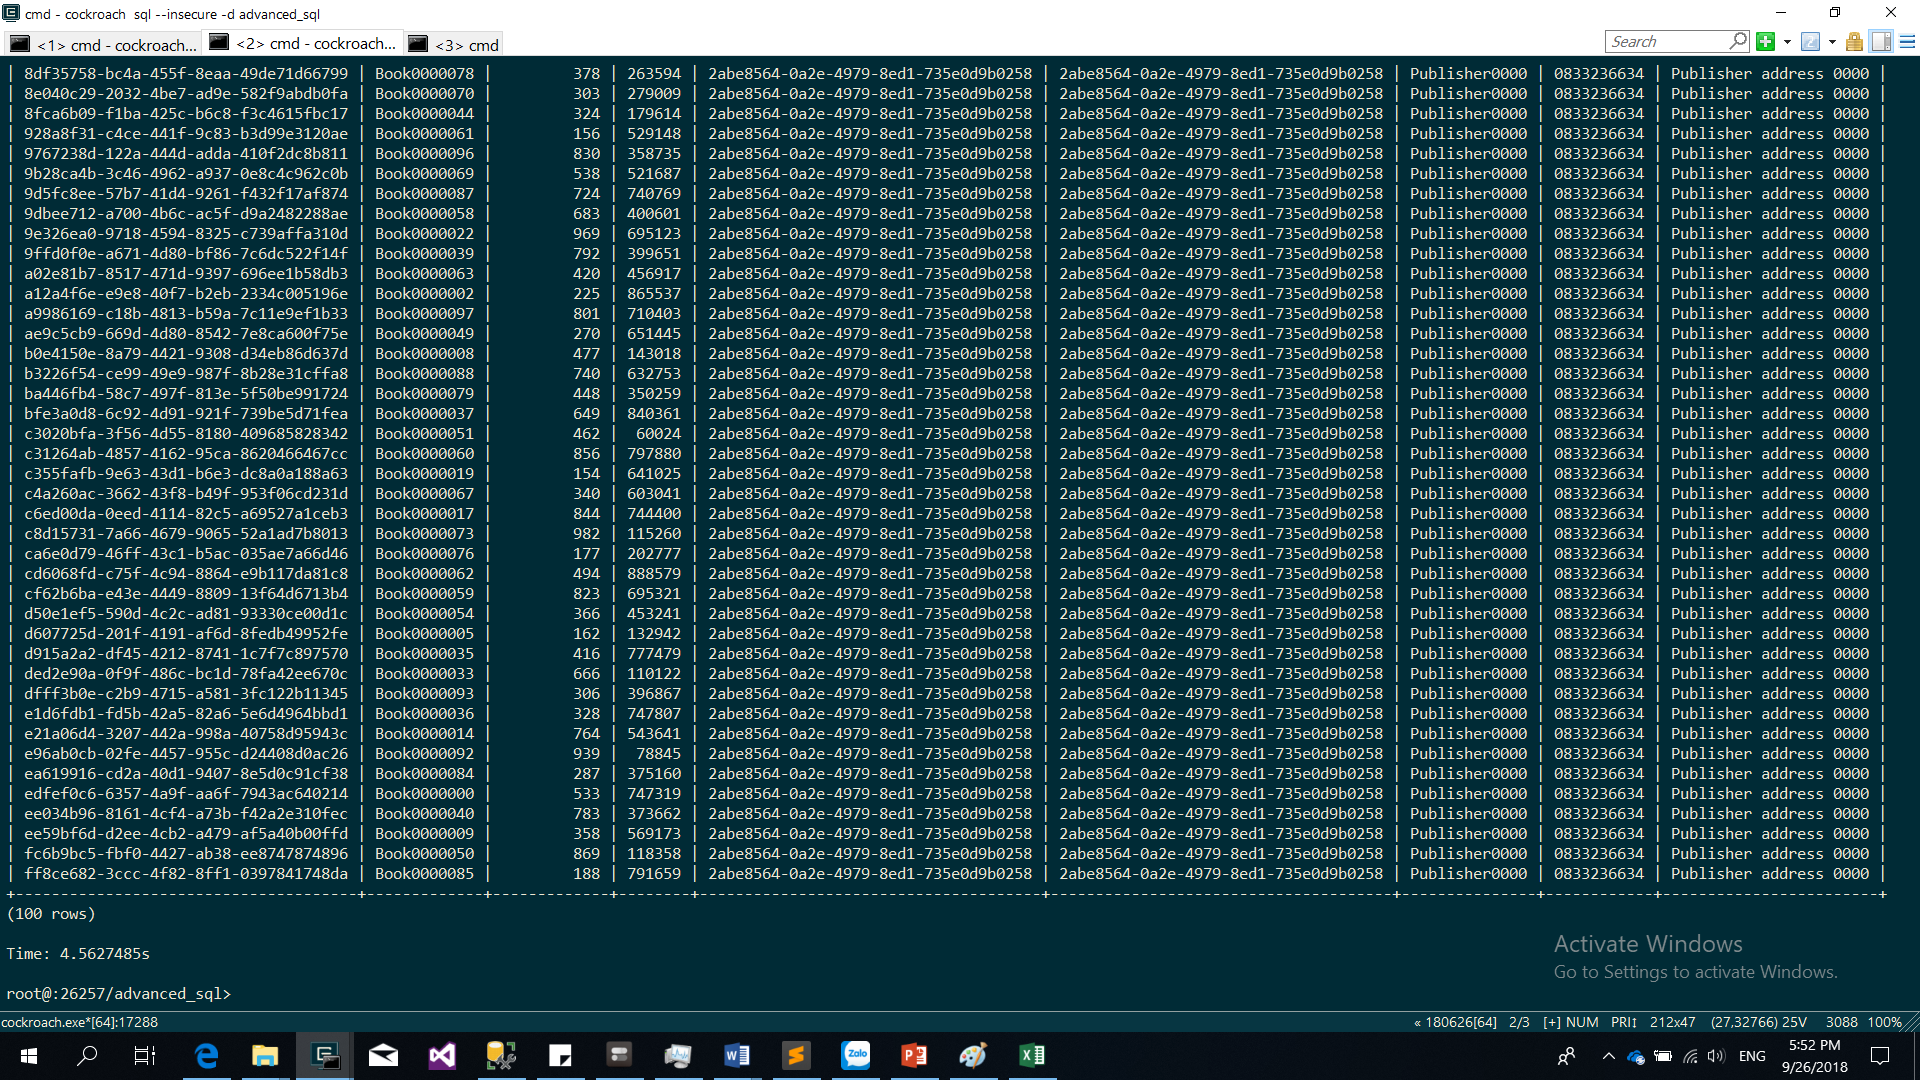 cmd - cockroach  sql --insecure -d advanced_sql
<1> cmd - cockroach... <2> cmd - cockroach... <3> cmd Search
| 8df35758-bc4a-455f-8eaa-49de71d66799 | Book0000078 | 378 | 263594 | 2abe8564-0a2e-4979-8ed1-735e0d9b0258 | 2abe8564-0a2e-4979-8ed1-735e0d9b0258 | Publisher0000 | 0833236634 | Publisher address 0000 |
| 8e040c29-2032-4be7-ad9e-582f9abdb0fa | Book0000070 | 303 | 279009 | 2abe8564-0a2e-4979-8ed1-735e0d9b0258 | 2abe8564-0a2e-4979-8ed1-735e0d9b0258 | Publisher0000 | 0833236634 | Publisher address 0000 |
| 8fca6b09-f1ba-425c-b6c8-f3c4615fbc17 | Book0000044 | 324 | 179614 | 2abe8564-0a2e-4979-8ed1-735e0d9b0258 | 2abe8564-0a2e-4979-8ed1-735e0d9b0258 | Publisher0000 | 0833236634 | Publisher address 0000 |
| 928a8f31-c4ce-441f-9c83-b3d99e3120ae | Book0000061 | 156 | 529148 | 2abe8564-0a2e-4979-8ed1-735e0d9b0258 | 2abe8564-0a2e-4979-8ed1-735e0d9b0258 | Publisher0000 | 0833236634 | Publisher address 0000 |
| 9767238d-122a-444d-adda-410f2dc8b811 | Book0000096 | 830 | 358735 | 2abe8564-0a2e-4979-8ed1-735e0d9b0258 | 2abe8564-0a2e-4979-8ed1-735e0d9b0258 | Publisher0000 | 0833236634 | Publisher address 0000 |
| 9b28ca4b-3c46-4962-a937-0e8c4c962c0b | Book0000069 | 538 | 521687 | 2abe8564-0a2e-4979-8ed1-735e0d9b0258 | 2abe8564-0a2e-4979-8ed1-735e0d9b0258 | Publisher0000 | 0833236634 | Publisher address 0000 |
| 9d5fc8ee-57b7-41d4-9261-f432f17af874 | Book0000087 | 724 | 740769 | 2abe8564-0a2e-4979-8ed1-735e0d9b0258 | 2abe8564-0a2e-4979-8ed1-735e0d9b0258 | Publisher0000 | 0833236634 | Publisher address 0000 |
| 9dbee712-a700-4b6c-ac5f-d9a2482288ae | Book0000058 | 683 | 400601 | 2abe8564-0a2e-4979-8ed1-735e0d9b0258 | 2abe8564-0a2e-4979-8ed1-735e0d9b0258 | Publisher0000 | 0833236634 | Publisher address 0000 |
| 9e326ea0-9718-4594-8325-c739affa310d | Book0000022 | 969 | 695123 | 2abe8564-0a2e-4979-8ed1-735e0d9b0258 | 2abe8564-0a2e-4979-8ed1-735e0d9b0258 | Publisher0000 | 0833236634 | Publisher address 0000 |
| 9ffd0f0e-a671-4d80-bf86-7c6dc522f14f | Book0000039 | 792 | 399651 | 2abe8564-0a2e-4979-8ed1-735e0d9b0258 | 2abe8564-0a2e-4979-8ed1-735e0d9b0258 | Publisher0000 | 0833236634 | Publisher address 0000 |
| a02e81b7-8517-471d-9397-696ee1b58db3 | Book0000063 | 420 | 456917 | 2abe8564-0a2e-4979-8ed1-735e0d9b0258 | 2abe8564-0a2e-4979-8ed1-735e0d9b0258 | Publisher0000 | 0833236634 | Publisher address 0000 |
| a12a4f6e-e9e8-40f7-b2eb-2334c005196e | Book0000002 | 225 | 865537 | 2abe8564-0a2e-4979-8ed1-735e0d9b0258 | 2abe8564-0a2e-4979-8ed1-735e0d9b0258 | Publisher0000 | 0833236634 | Publisher address 0000 |
| a9986169-c18b-4813-b59a-7c11e9ef1b33 | Book0000097 | 801 | 710403 | 2abe8564-0a2e-4979-8ed1-735e0d9b0258 | 2abe8564-0a2e-4979-8ed1-735e0d9b0258 | Publisher0000 | 0833236634 | Publisher address 0000 |
| ae9c5cb9-669d-4d80-8542-7e8ca600f75e | Book0000049 | 270 | 651445 | 2abe8564-0a2e-4979-8ed1-735e0d9b0258 | 2abe8564-0a2e-4979-8ed1-735e0d9b0258 | Publisher0000 | 0833236634 | Publisher address 0000 |
| b0e4150e-8a79-4421-9308-d34eb86d637d | Book0000008 | 477 | 143018 | 2abe8564-0a2e-4979-8ed1-735e0d9b0258 | 2abe8564-0a2e-4979-8ed1-735e0d9b0258 | Publisher0000 | 0833236634 | Publisher address 0000 |
| b3226f54-ce99-49e9-987f-8b28e31cffa8 | Book0000088 | 740 | 632753 | 2abe8564-0a2e-4979-8ed1-735e0d9b0258 | 2abe8564-0a2e-4979-8ed1-735e0d9b0258 | Publisher0000 | 0833236634 | Publisher address 0000 |
| ba446fb4-58c7-497f-813e-5f50be991724 | Book0000079 | 448 | 350259 | 2abe8564-0a2e-4979-8ed1-735e0d9b0258 | 2abe8564-0a2e-4979-8ed1-735e0d9b0258 | Publisher0000 | 0833236634 | Publisher address 0000 |
| bfe3a0d8-6c92-4d91-921f-739be5d71fea | Book0000037 | 649 | 840361 | 2abe8564-0a2e-4979-8ed1-735e0d9b0258 | 2abe8564-0a2e-4979-8ed1-735e0d9b0258 | Publisher0000 | 0833236634 | Publisher address 0000 |
| c3020bfa-3f56-4d55-8180-409685828342 | Book0000051 | 462 | 60024 | 2abe8564-0a2e-4979-8ed1-735e0d9b0258 | 2abe8564-0a2e-4979-8ed1-735e0d9b0258 | Publisher0000 | 0833236634 | Publisher address 0000 |
| c31264ab-4857-4162-95ca-8620466467cc | Book0000060 | 856 | 797880 | 2abe8564-0a2e-4979-8ed1-735e0d9b0258 | 2abe8564-0a2e-4979-8ed1-735e0d9b0258 | Publisher0000 | 0833236634 | Publisher address 0000 |
| c355fafb-9e63-43d1-b6e3-dc8a0a188a63 | Book0000019 | 154 | 641025 | 2abe8564-0a2e-4979-8ed1-735e0d9b0258 | 2abe8564-0a2e-4979-8ed1-735e0d9b0258 | Publisher0000 | 0833236634 | Publisher address 0000 |
| c4a260ac-3662-43f8-b49f-953f06cd231d | Book0000067 | 340 | 603041 | 2abe8564-0a2e-4979-8ed1-735e0d9b0258 | 2abe8564-0a2e-4979-8ed1-735e0d9b0258 | Publisher0000 | 0833236634 | Publisher address 0000 |
| c6ed00da-0eed-4114-82c5-a69527a1ceb3 | Book0000017 | 844 | 744400 | 2abe8564-0a2e-4979-8ed1-735e0d9b0258 | 2abe8564-0a2e-4979-8ed1-735e0d9b0258 | Publisher0000 | 0833236634 | Publisher address 0000 |
| c8d15731-7a66-4679-9065-52a1ad7b8013 | Book0000073 | 982 | 115260 | 2abe8564-0a2e-4979-8ed1-735e0d9b0258 | 2abe8564-0a2e-4979-8ed1-735e0d9b0258 | Publisher0000 | 0833236634 | Publisher address 0000 |
| ca6e0d79-46ff-43c1-b5ac-035ae7a66d46 | Book0000076 | 177 | 202777 | 2abe8564-0a2e-4979-8ed1-735e0d9b0258 | 2abe8564-0a2e-4979-8ed1-735e0d9b0258 | Publisher0000 | 0833236634 | Publisher address 0000 |
| cd6068fd-c75f-4c94-8864-e9b117da81c8 | Book0000062 | 494 | 888579 | 2abe8564-0a2e-4979-8ed1-735e0d9b0258 | 2abe8564-0a2e-4979-8ed1-735e0d9b0258 | Publisher0000 | 0833236634 | Publisher address 0000 |
| cf62b6ba-e43e-4449-8809-13f64d6713b4 | Book0000059 | 823 | 695321 | 2abe8564-0a2e-4979-8ed1-735e0d9b0258 | 2abe8564-0a2e-4979-8ed1-735e0d9b0258 | Publisher0000 | 0833236634 | Publisher address 0000 |
| d50e1ef5-590d-4c2c-ad81-93330ce00d1c | Book0000054 | 366 | 453241 | 2abe8564-0a2e-4979-8ed1-735e0d9b0258 | 2abe8564-0a2e-4979-8ed1-735e0d9b0258 | Publisher0000 | 0833236634 | Publisher address 0000 |
| d607725d-201f-4191-af6d-8fedb49952fe | Book0000005 | 162 | 132942 | 2abe8564-0a2e-4979-8ed1-735e0d9b0258 | 2abe8564-0a2e-4979-8ed1-735e0d9b0258 | Publisher0000 | 0833236634 | Publisher address 0000 |
| d915a2a2-df45-4212-8741-1c7f7c897570 | Book0000035 | 416 | 777479 | 2abe8564-0a2e-4979-8ed1-735e0d9b0258 | 2abe8564-0a2e-4979-8ed1-735e0d9b0258 | Publisher0000 | 0833236634 | Publisher address 0000 |
| ded2e90a-0f9f-486c-bc1d-78fa42ee670c | Book0000033 | 666 | 110122 | 2abe8564-0a2e-4979-8ed1-735e0d9b0258 | 2abe8564-0a2e-4979-8ed1-735e0d9b0258 | Publisher0000 | 0833236634 | Publisher address 0000 |
| dfff3b0e-c2b9-4715-a581-3fc122b11345 | Book0000093 | 306 | 396867 | 2abe8564-0a2e-4979-8ed1-735e0d9b0258 | 2abe8564-0a2e-4979-8ed1-735e0d9b0258 | Publisher0000 | 0833236634 | Publisher address 0000 |
| e1d6fdb1-fd5b-42a5-82a6-5e6d4964bbd1 | Book0000036 | 328 | 747807 | 2abe8564-0a2e-4979-8ed1-735e0d9b0258 | 2abe8564-0a2e-4979-8ed1-735e0d9b0258 | Publisher0000 | 0833236634 | Publisher address 0000 |
| e21a06d4-3207-442a-998a-40758d95943c | Book0000014 | 764 | 543641 | 2abe8564-0a2e-4979-8ed1-735e0d9b0258 | 2abe8564-0a2e-4979-8ed1-735e0d9b0258 | Publisher0000 | 0833236634 | Publisher address 0000 |
| e96ab0cb-02fe-4457-955c-d24408d0ac26 | Book0000092 | 939 | 78845 | 2abe8564-0a2e-4979-8ed1-735e0d9b0258 | 2abe8564-0a2e-4979-8ed1-735e0d9b0258 | Publisher0000 | 0833236634 | Publisher address 0000 |
| ea619916-cd2a-40d1-9407-8e5d0c91cf38 | Book0000084 | 287 | 375160 | 2abe8564-0a2e-4979-8ed1-735e0d9b0258 | 2abe8564-0a2e-4979-8ed1-735e0d9b0258 | Publisher0000 | 0833236634 | Publisher address 0000 |
| edfef0c6-6357-4a9f-aa6f-7943ac640214 | Book0000000 | 533 | 747319 | 2abe8564-0a2e-4979-8ed1-735e0d9b0258 | 2abe8564-0a2e-4979-8ed1-735e0d9b0258 | Publisher0000 | 0833236634 | Publisher address 0000 |
| ee034b96-8161-4cf4-a73b-f42a2e310fec | Book0000040 | 783 | 373662 | 2abe8564-0a2e-4979-8ed1-735e0d9b0258 | 2abe8564-0a2e-4979-8ed1-735e0d9b0258 | Publisher0000 | 0833236634 | Publisher address 0000 |
| ee59bf6d-d2ee-4cb2-a479-af5a40b00ffd | Book0000009 | 358 | 569173 | 2abe8564-0a2e-4979-8ed1-735e0d9b0258 | 2abe8564-0a2e-4979-8ed1-735e0d9b0258 | Publisher0000 | 0833236634 | Publisher address 0000 |
| fc6b9bc5-fbf0-4427-ab38-ee8747874896 | Book0000050 | 869 | 118358 | 2abe8564-0a2e-4979-8ed1-735e0d9b0258 | 2abe8564-0a2e-4979-8ed1-735e0d9b0258 | Publisher0000 | 0833236634 | Publisher address 0000 |
| ff8ce682-3ccc-4f82-8ff1-0397841748da | Book0000085 | 188 | 791659 | 2abe8564-0a2e-4979-8ed1-735e0d9b0258 | 2abe8564-0a2e-4979-8ed1-735e0d9b0258 | Publisher0000 | 0833236634 | Publisher address 0000 |
(100 rows)
Time: 4.5627485s
root@:26257/advanced_sql>
Activate Windows
Go to Settings to activate Windows.
cockroach.exe*[64]:17288 « 180626[64] 2/3 [+] NUM PRI↕ 212x47 (27,32766) 25V 3088 100%
Zalo
ENG
5:52 PM
9/26/2018